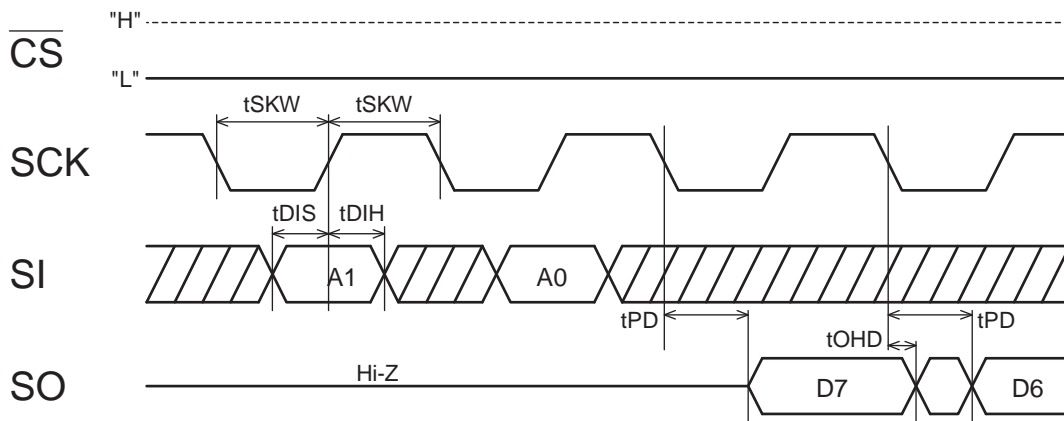 "H"
CS
"L"
tSKW tSKW
SCK
tDIS tDIH
SI
A1 A0
tPD tOHD tPD
Hi-Z
SO
D7 D6